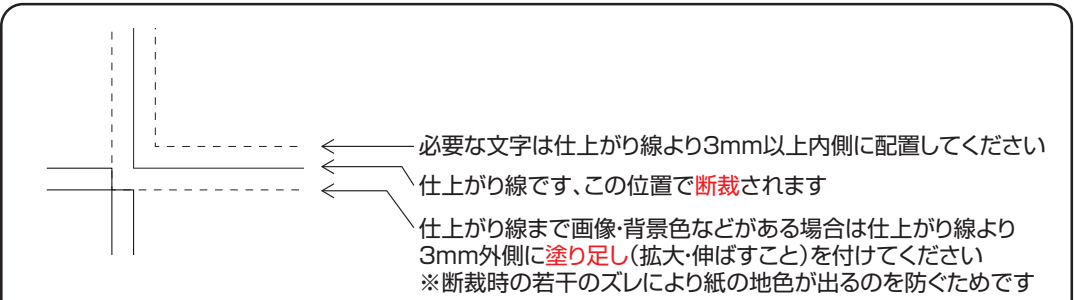 必要な文字は仕上がり線より3mm以上内側に配置してください
仕上がり線です、この位置で断裁されます
仕上がり線まで画像・背景色などがある場合は仕上がり線より
3mm外側に塗り足し(拡大・伸ばすこと)を付けてください
※断裁時の若干のズレにより紙の地色が出るのを防ぐためです